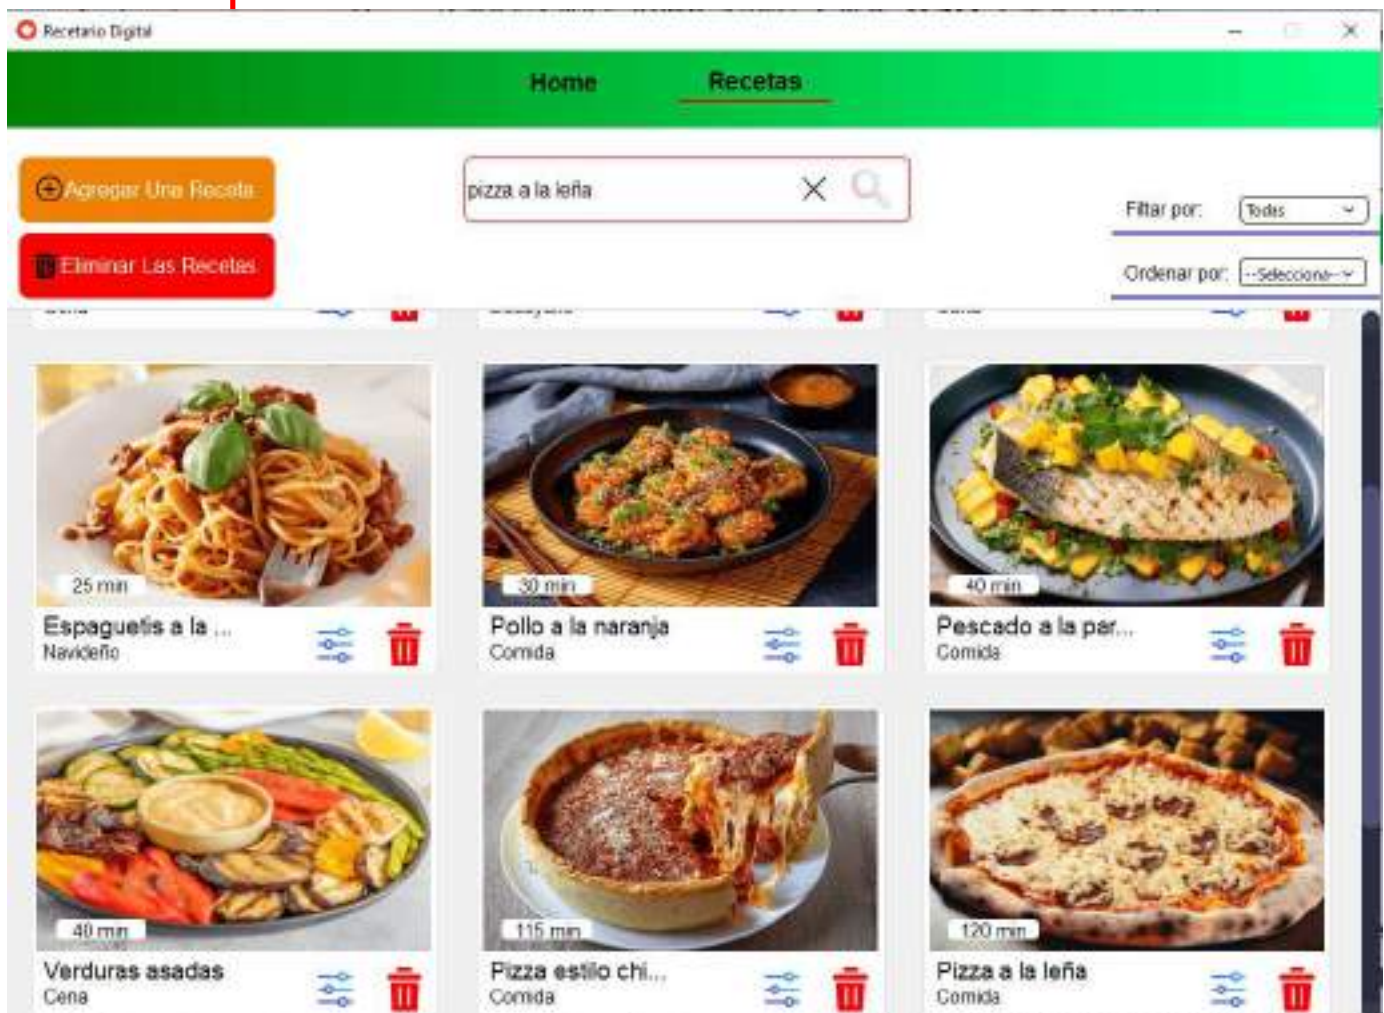 Recetario Digital
Home
Recetas
Agregar Una Receta
pizza a la leña
Filtar por:
Todas
Eliminar Las Recetas
Ordenar por:
--Selecciona--
25 min
30 min
40 min
Espaguetis a la ...
Pollo a la naranja
Pescado a la par...
Navideño
Comida
Comida
40 min
115 min
120 min
Verduras asadas
Pizza estilo chi...
Pizza a la leña
Cena
Comida
Comida